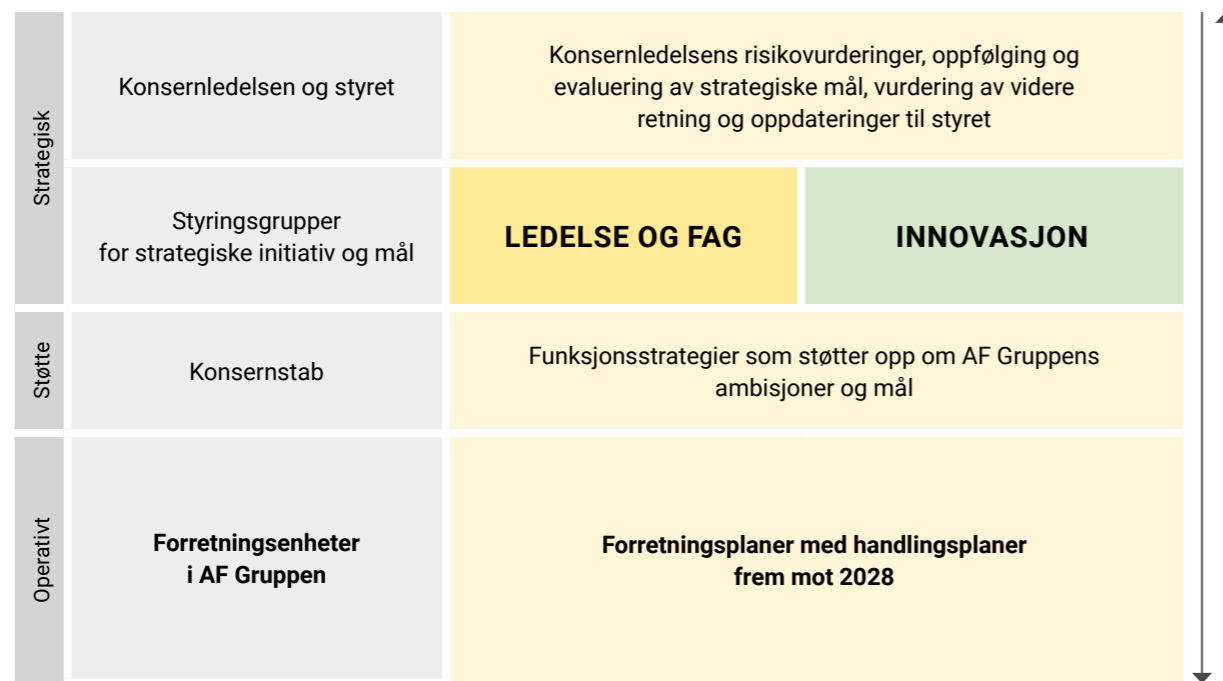 Strategisk
Konsernledelsen og styret
Konsernledelsens risikovurderinger, oppfølging og
evaluering av strategiske mål, vurdering av videre
retning og oppdateringer til styret
Styringsgrupper
for strategiske initiativ og mål
LEDELSE OG FAG
INNOVASJON
Støtte
Konsernstab
Funksjonsstrategier som støtter opp om AF Gruppens
ambisjoner og mål
Operativt
Forretningsenheter
i AF Gruppen
Forretningsplaner med handlingsplaner
frem mot 2028